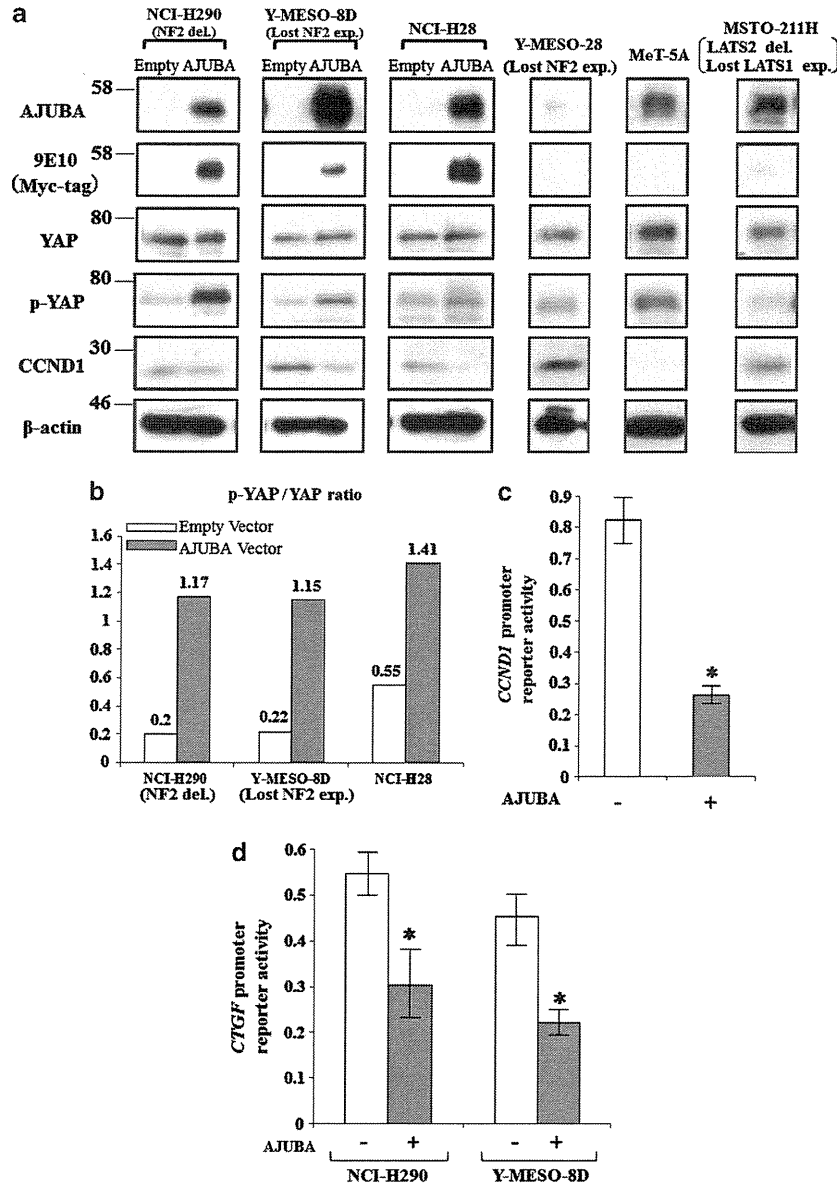 a
NCI-H290
(NF2 del.)
Empty AJUBA
Y-MESO-8D
(Lost NF2 exp.)
Empty AJUBA
NCI-H28
Empty AJUBA
Y-MESO-28
(Lost NF2 exp.)
MeT-5A
MSTO-211H
[LATS2 del.
Lost LATS1 exp.]
AJUBA
58
9E10
(Myc-tag)
58
YAP
80
p-YAP
80
CCND1
30
β-actin
46
b
p-YAP / YAP ratio
Empty Vector
AJUBA Vector
1.6
1.4
1.2
1
0.8
0.6
0.4
0.2
0
0.2
1.17
0.22
1.15
0.55
1.41
NCI-H290
(NF2 del.)
Y-MESO-8D
(Lost NF2 exp.)
NCI-H28
c
CCND1 promoter
reporter activity
0.9
0.8
0.7
0.6
0.5
0.4
0.3
0.2
0.1
0
*
AJUBA - +
d
CTGF promoter
reporter activity
0.6
0.5
0.4
0.3
0.2
0.1
0
*
*
AJUBA - + - +
NCI-H290
Y-MESO-8D